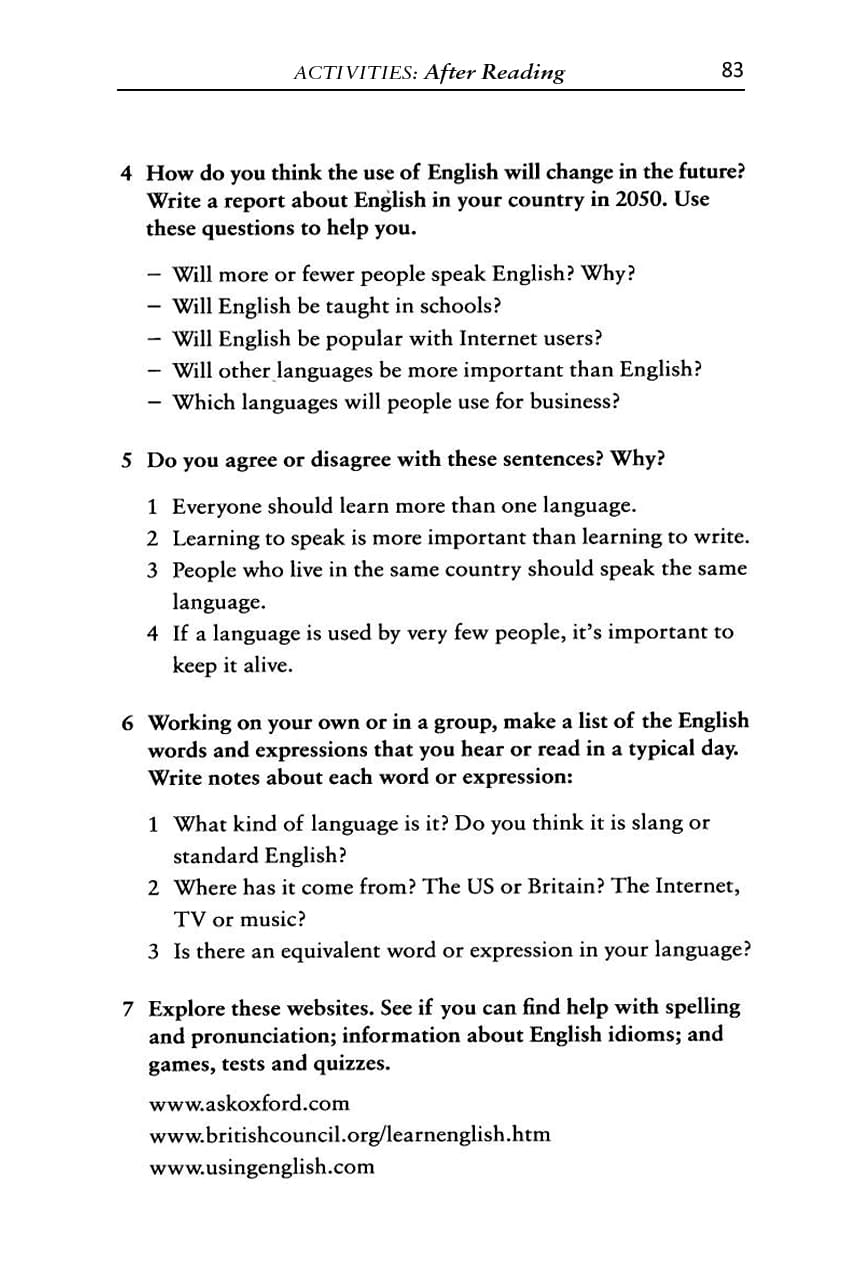 ACTIVITIES: After Reading 83
4 How do you think the use of English will change in the future?
Write a report about English in your country in 2050. Use
these questions to help you.
– Will more or fewer people speak English? Why?
– Will English be taught in schools?
– Will English be popular with Internet users?
– Will other languages be more important than English?
– Which languages will people use for business?
5 Do you agree or disagree with these sentences? Why?
1 Everyone should learn more than one language.
2 Learning to speak is more important than learning to write.
3 People who live in the same country should speak the same
language.
4 If a language is used by very few people, it's important to
keep it alive.
6 Working on your own or in a group, make a list of the English
words and expressions that you hear or read in a typical day.
Write notes about each word or expression:
1 What kind of language is it? Do you think it is slang or
standard English?
2 Where has it come from? The US or Britain? The Internet,
TV or music?
3 Is there an equivalent word or expression in your language?
7 Explore these websites. See if you can find help with spelling
and pronunciation; information about English idioms; and
games, tests and quizzes.
www.askoxford.com
www.britishcouncil.org/learnenglish.htm
www.usingenglish.com